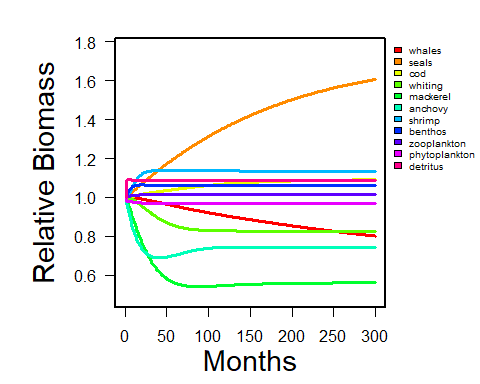 Relative Biomass
1.8
1.6
1.4
1.2
1.0
0.8
0.6
0 50 100 150 200 250 300
Months
whales
seals
cod
whiting
mackerel
anchovy
shrimp
benthos
zooplankton
phytoplankton
detritus